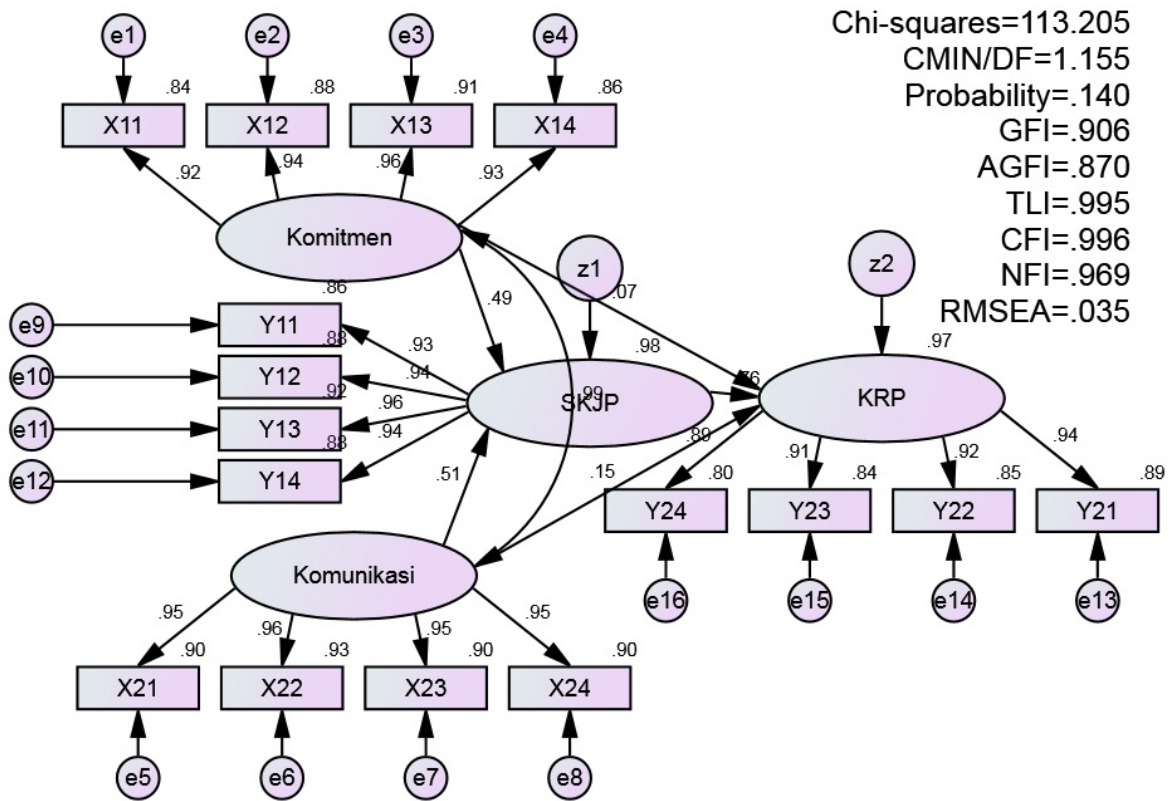 Chi-squares=113.205
CMIN/DF=1.155
Probability=.140
GFI=.906
AGFI=.870
TLI=.995
CFI=.996
NFI=.969
RMSEA=.035
e1
e2
e3
e4
.84
.88
.91
.86
X11
X12
X13
X14
.92
.94
.96
.93
Komitmen
z1
z2
.49
.07
.86
e9
Y11
.93
.98
.97
.88
e10
Y12
.94
.76
.99
SKJP
KRP
.92
e11
Y13
.96
.88
.94
.89
e12
Y14
.51
.15
.91
.92
.94
.80
.84
.85
.89
Y24
Y23
Y22
Y21
e16
e15
e14
e13
Komunikasi
.95
.96
.95
.95
.90
.93
.90
.90
X21
X22
X23
X24
e5
e6
e7
e8